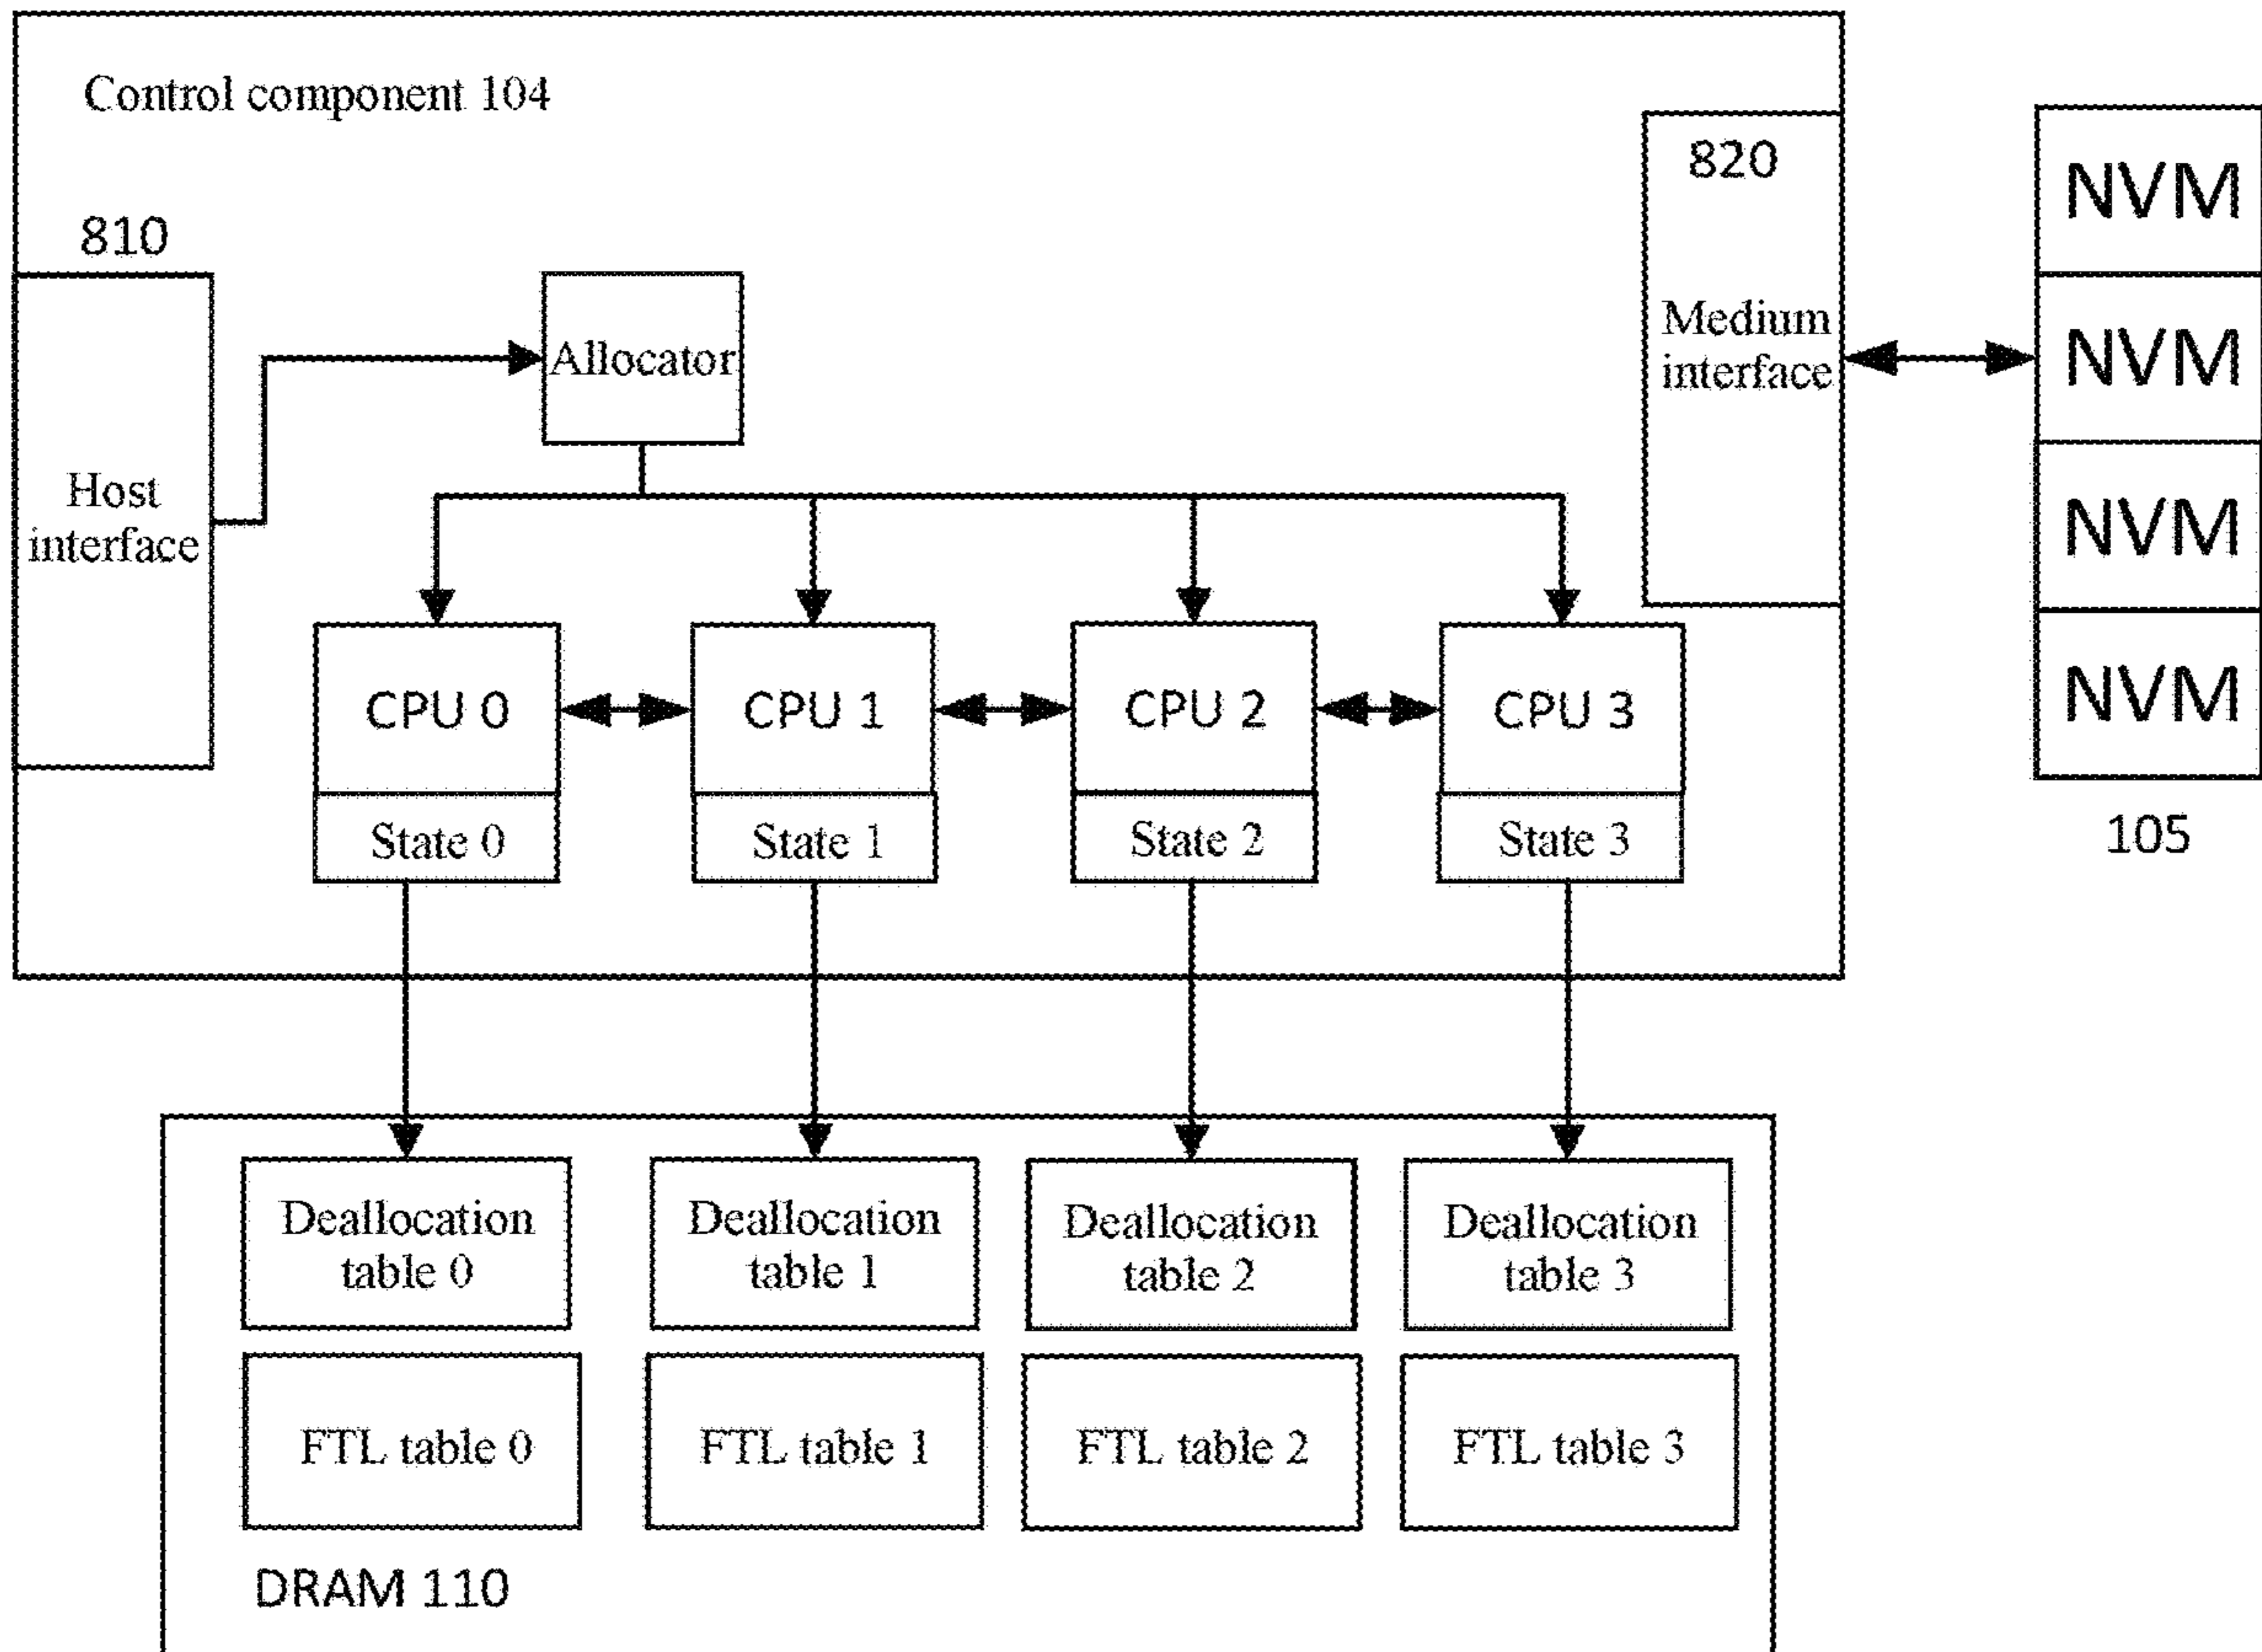 Control component 104
820
NVM
NVM
NVM
NVM
105
810
Host
interface
Allocator
Medium
interface
CPU 0
CPU 1
CPU 2
CPU 3
State 0
State 1
State 2
State 3
Deallocation
table 0
Deallocation
table 1
Deallocation
table 2
Deallocation
table 3
FTL table 0
FTL table 1
FTL table 2
FTL table 3
DRAM 110